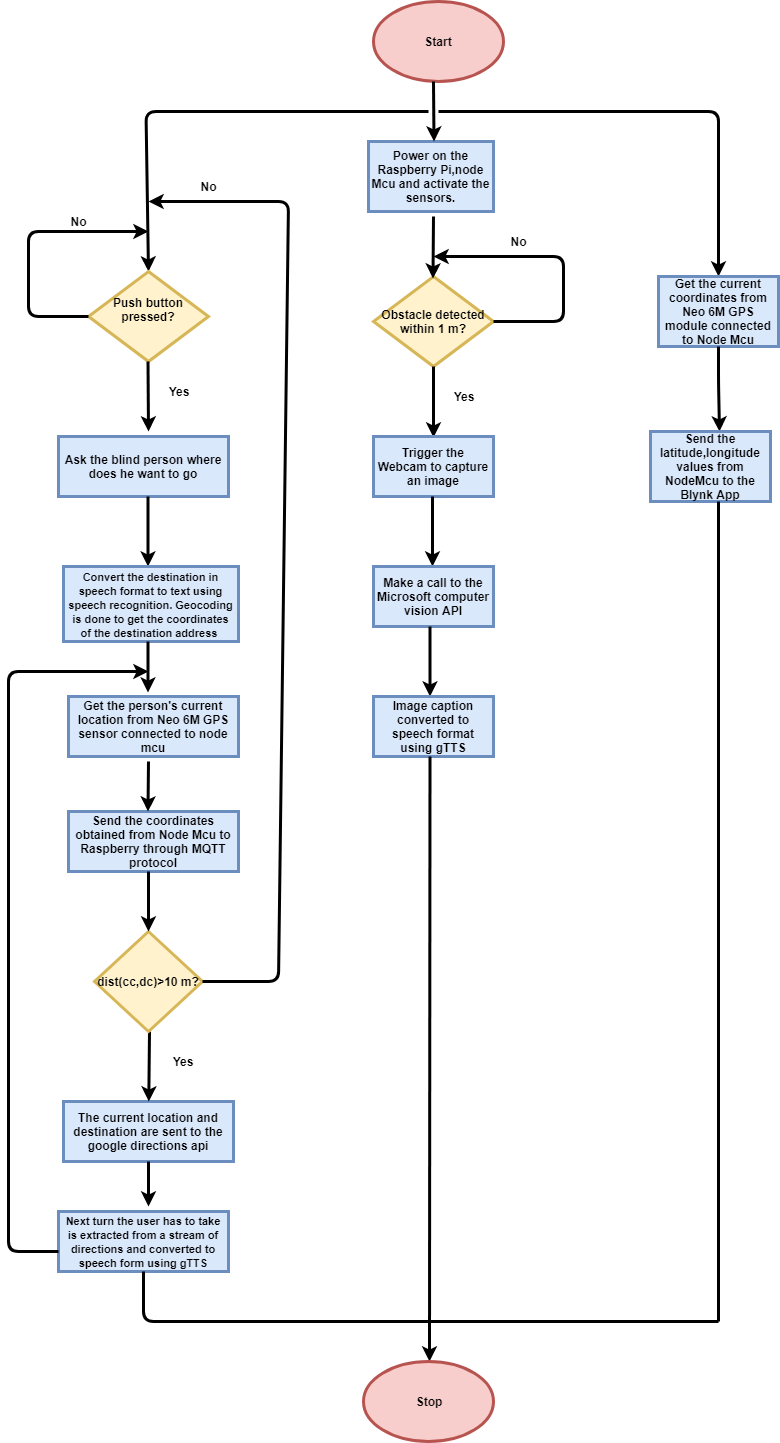 Start
No
No
Push button
pressed?
Yes
Ask the blind person where
does he want to go
Convert the destination in
speech format to text using
speech recognition. Geocoding
is done to get the coordinates
of the destination address
Get the person's current
location from Neo 6M GPS
sensor connected to node
mcu
Send the coordinates
obtained from Node Mcu to
Raspberry through MQTT
protocol
dist(cc,dc)>10 m?
Yes
The current location and
destination are sent to the
google directions api
Next turn the user has to take
is extracted from a stream of
directions and converted to
speech form using gTTS
Power on the
Raspberry Pi,node
Mcu and activate the
sensors.
No
Obstacle detected
within 1 m?
Yes
Trigger the
Webcam to capture
an image
Make a call to the
Microsoft computer
vision API
Image caption
converted to
speech format
using gTTS
Get the current
coordinates from
Neo 6M GPS
module connected
to Node Mcu
Send the
latitude,longitude
values from
NodeMcu to the
Blynk App
Stop